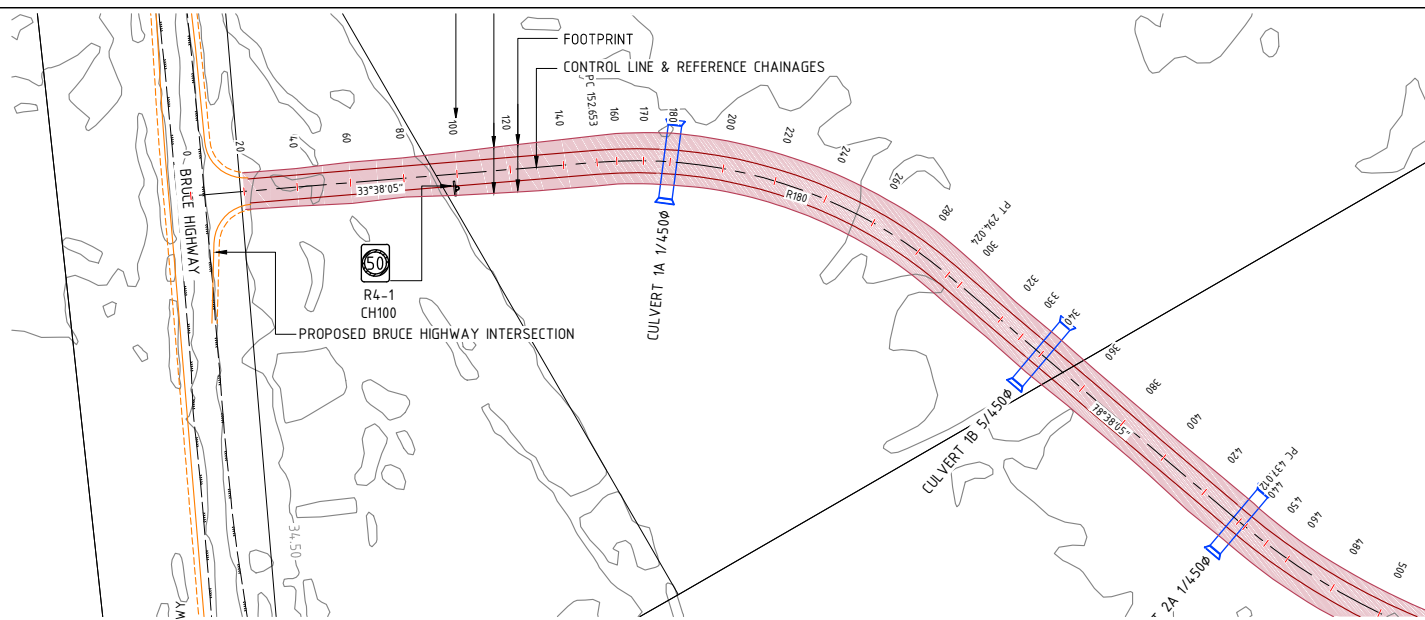 FOOTPRINT
CONTROL LINE & REFERENCE CHAINAGES
0
20
40
60
80
100
120
140
PC 152.653
160
170
180
200
220
240
260
280
PT 294.024
300
320
330
340
360
380
400
420
PC 437.012
440
450
460
480
500
33°38'05"
R180
78°38'05"
BRUCE HIGHWAY
50
R4-1
CH100
PROPOSED BRUCE HIGHWAY INTERSECTION
CULVERT 1A 1/450Ø
CULVERT 1B 5/450Ø
2A 1/450Ø
34.50